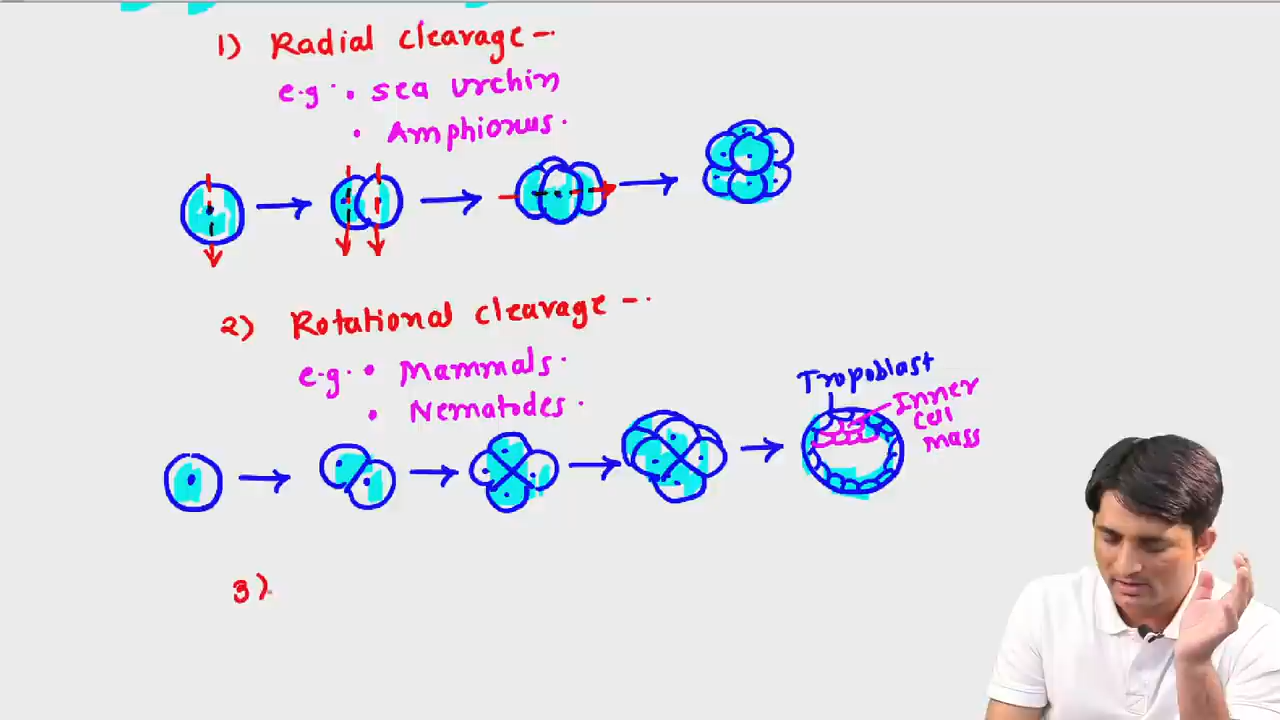 1) Radial cleavage -.
e.g. • sea urchin
• Amphioxus.
2) Rotational cleavage -.
e.g. • Mammals.
• Nematodes.
Tropoblast
Inner
cell
mass
3)